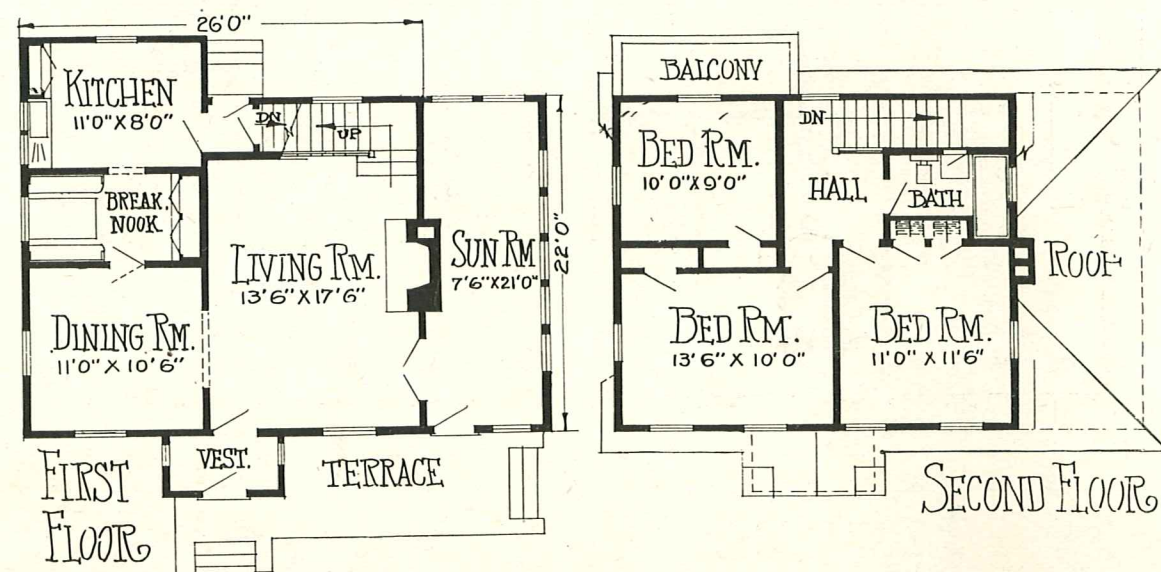 26'0"
KITCHEN
11'0" X 8'0"
DN
UP
BREAK.
NOOK
LIVING RM.
13'6" X 17'6"
SUN RM
7'6" X 21'0"
22'0"
DINING RM.
11'0" X 10'6"
VEST.
TERRACE
FIRST
FLOOR
BALCONY
BED RM.
10'0" X 9'0"
DN
HALL
BATH
ROOF
BED RM.
13'6" X 10'0"
BED RM.
11'0" X 11'6"
SECOND FLOOR